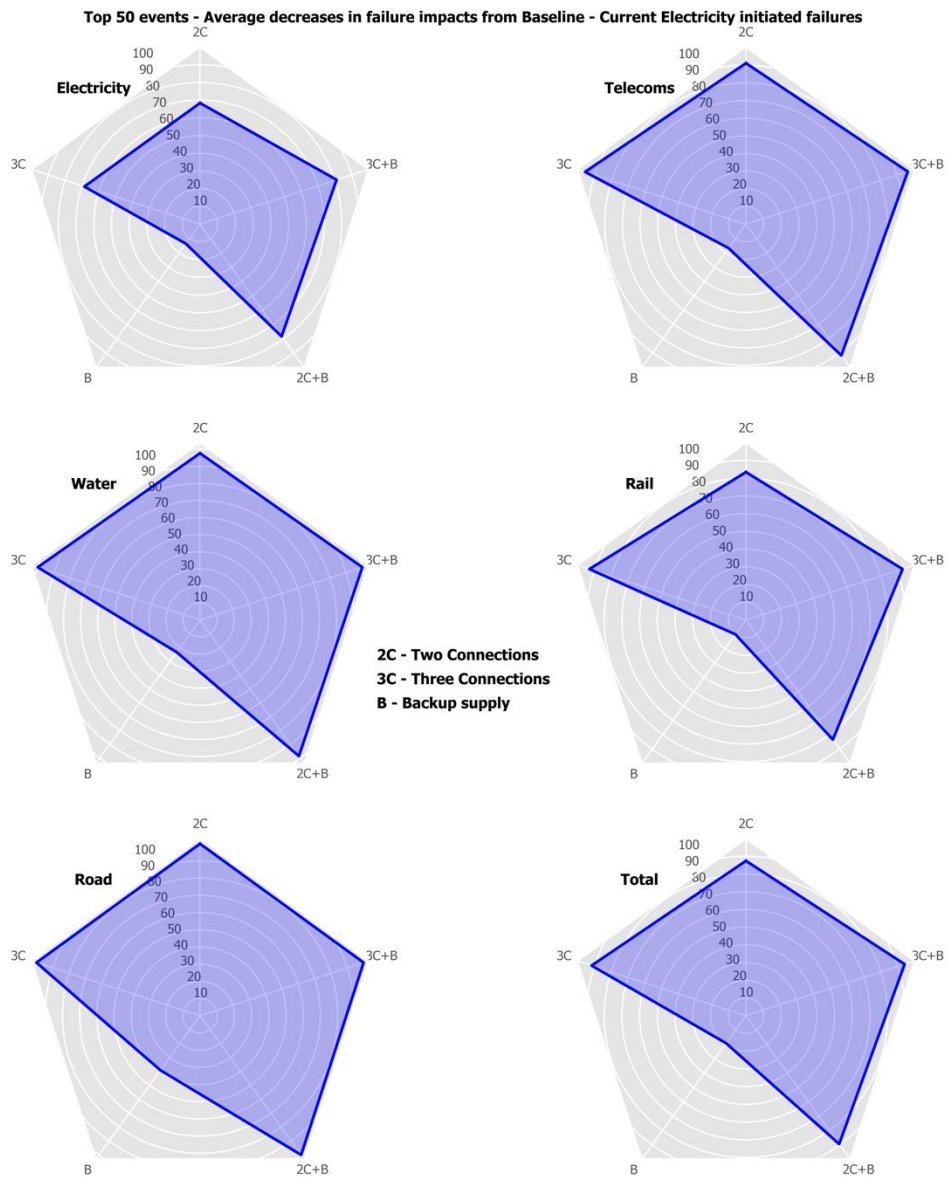 Top 50 events - Average decreases in failure impacts from Baseline - Current Electricity initiated failures
2C
100
90
80
70
60
50
40
30
20
10
Electricity
3C
3C+B
B
2C+B
2C
100
90
80
70
60
50
40
30
20
10
Telecoms
3C
3C+B
B
2C+B
2C
100
90
80
70
60
50
40
30
20
10
Water
3C
3C+B
B
2C+B
2C
100
90
80
70
60
50
40
30
20
10
Rail
3C
3C+B
B
2C+B
2C - Two Connections
3C - Three Connections
B - Backup supply
2C
100
90
80
70
60
50
40
30
20
10
Road
3C
3C+B
B
2C+B
2C
100
90
80
70
60
50
40
30
20
10
Total
3C
3C+B
B
2C+B